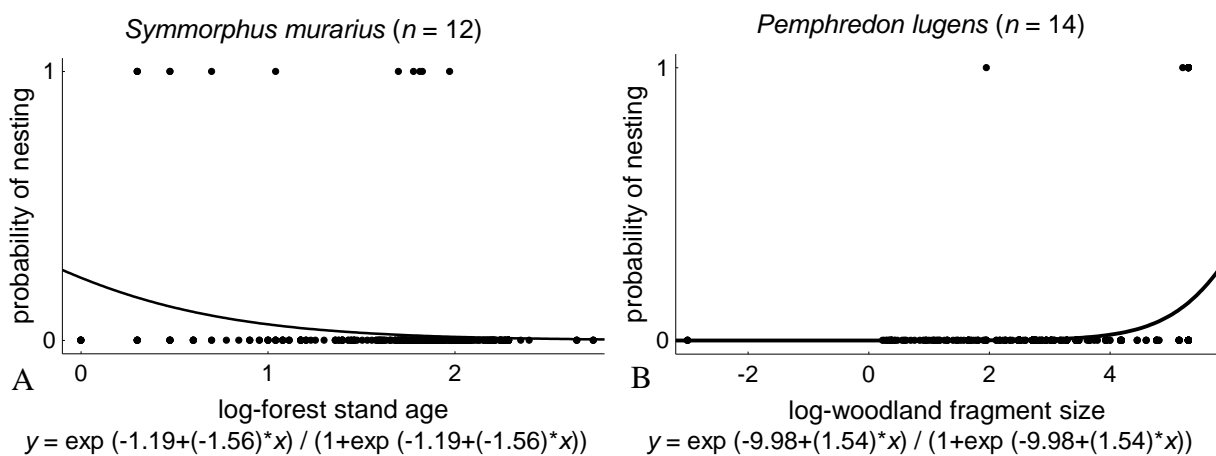 Symmorphus murarius (n = 12)
1
probability of nesting
0
0 1 2
A
log-forest stand age
y = exp (-1.19+(-1.56)*x) / (1+exp (-1.19+(-1.56)*x))
Pemphredon lugens (n = 14)
1
probability of nesting
0
-2 0 2 4
B
log-woodland fragment size
y = exp (-9.98+(1.54)*x) / (1+exp (-9.98+(1.54)*x))